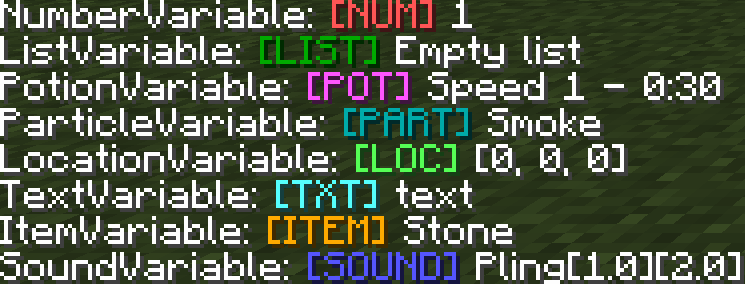 NumberVariable: [NUM] 1
ListVariable: [LIST] Empty list
PotionVariable: [POT] Speed 1 - 0:30
ParticleVariable: [PART] Smoke
LocationVariable: [LOC] [0, 0, 0]
TextVariable: [TXT] text
ItemVariable: [ITEM] Stone
SoundVariable: [SOUND] Pling[1.0][2.0]